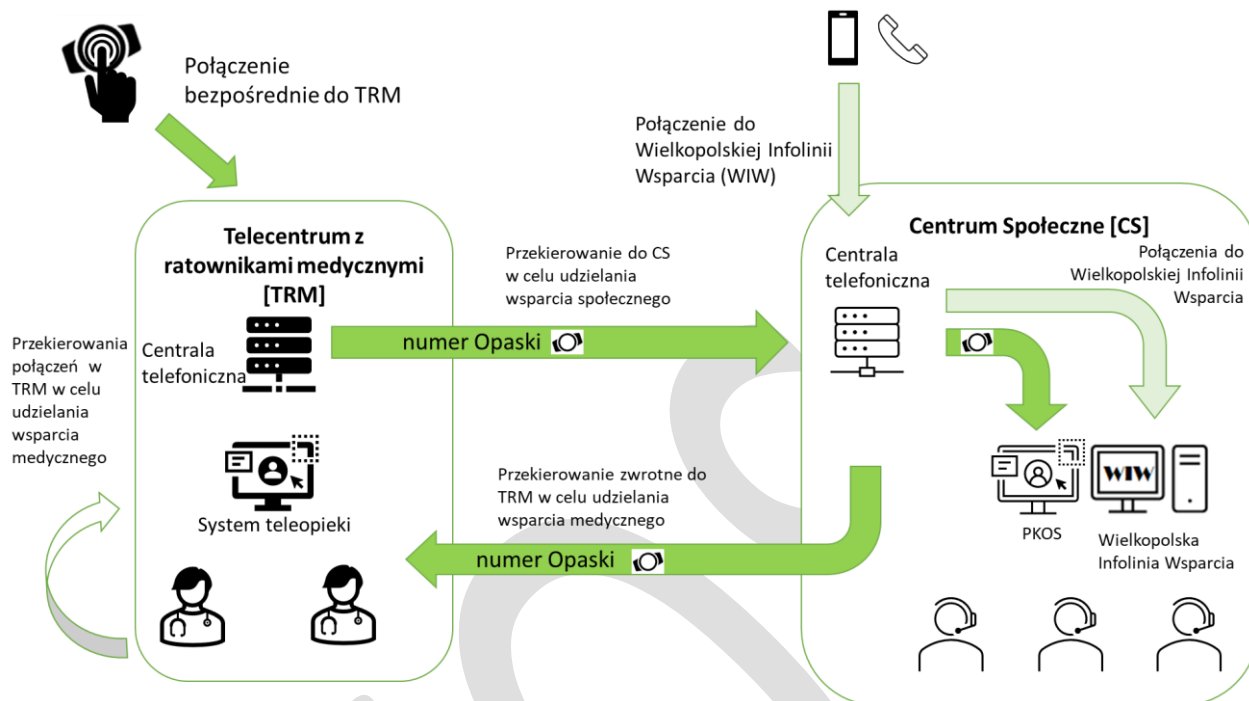 Połączenie
bezpośrednie do TRM
Połączenie do
Wielkopolskiej Infolinii
Wsparcia (WIW)
Telecentrum z
ratownikami medycznymi
[TRM]
Centrala
telefoniczna
System teleopieki
Przekierowania
połączeń w
TRM w celu
udzielania
wsparcia
medycznego
Przekierowanie do CS
w celu udzielania
wsparcia społecznego
numer Opaski
Przekierowanie zwrotne do
TRM w celu udzielania
wsparcia medycznego
numer Opaski
Centrum Społeczne [CS]
Centrala
telefoniczna
Połączenia do
Wielkopolskiej Infolinii
Wsparcia
WIW
PKOS
Wielkopolska
Infolinia Wsparcia